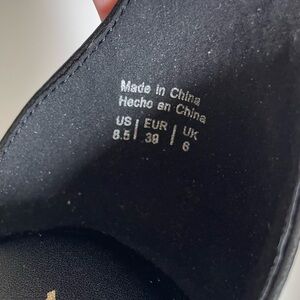 Made in China
Hecho en China
US | EUR | UK
8.5 | 39 | 6